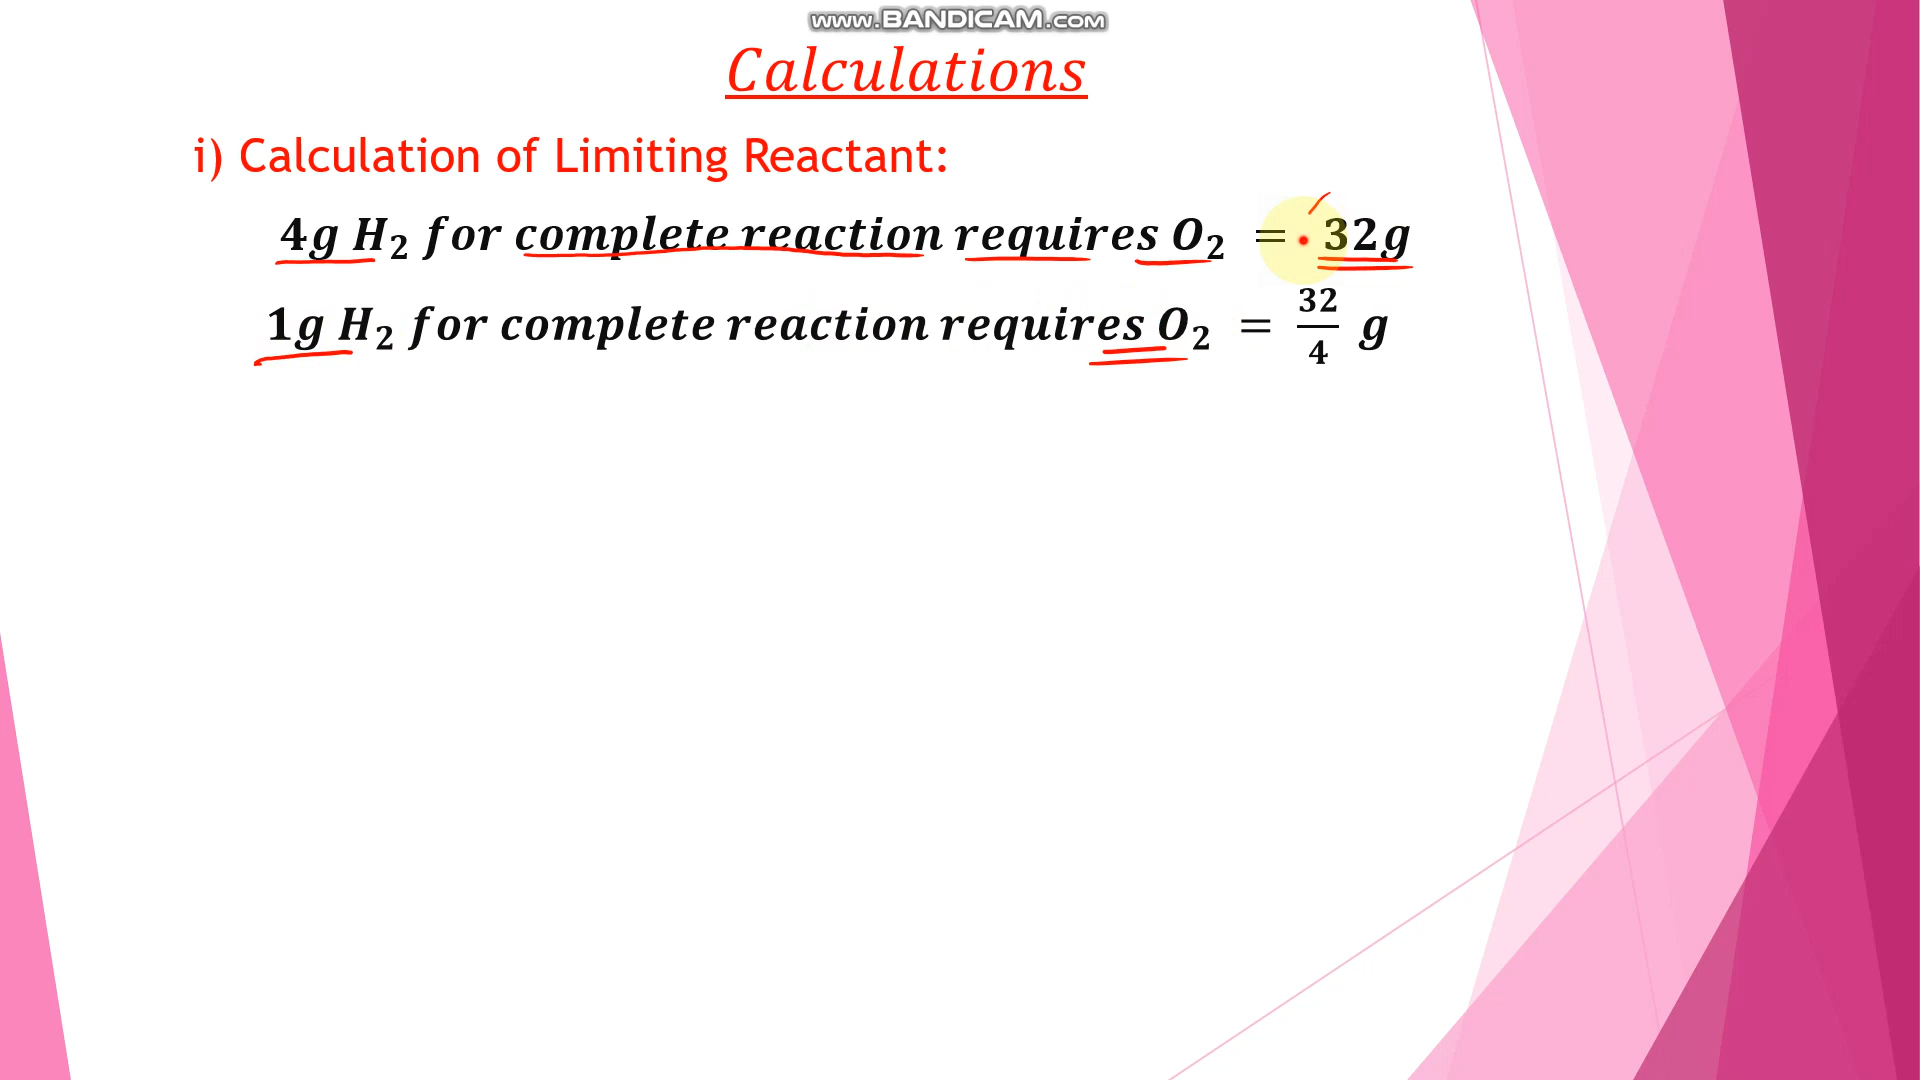 www.BANDICAM.com
Calculations
i) Calculation of Limiting Reactant:
4g H₂ for complete reaction requires O₂ = 32g
1g H₂ for complete reaction requires O₂ = 32/4 g